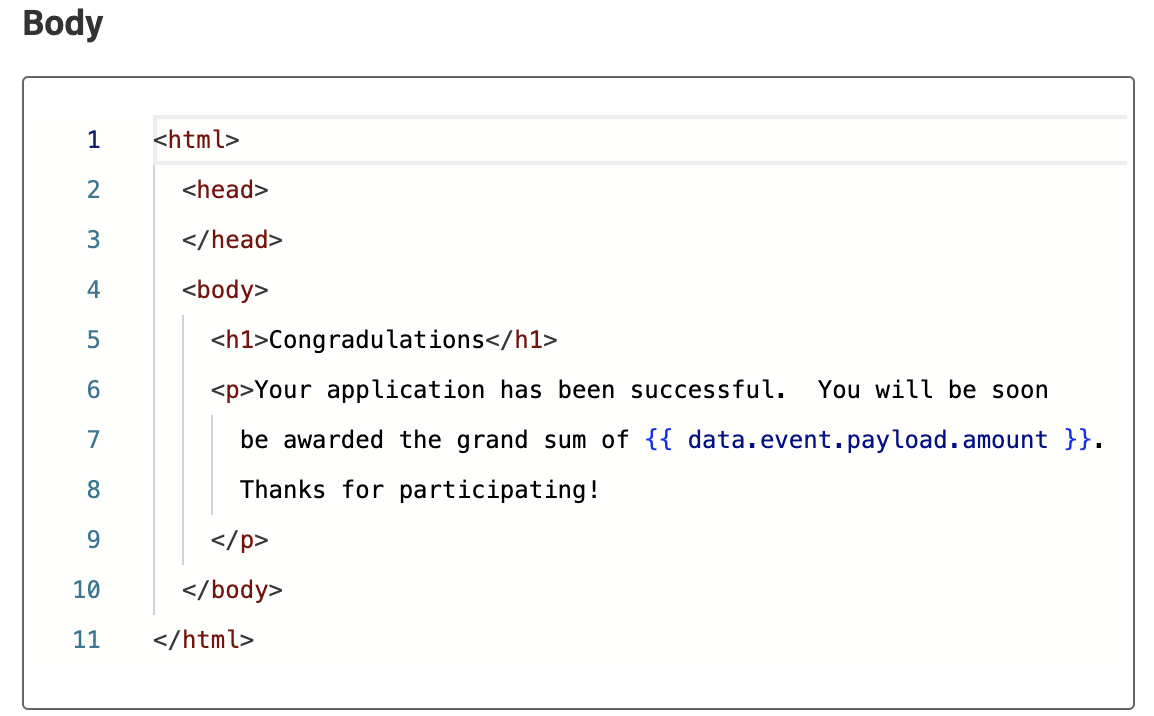 Body
1 <html>
2   <head>
3   </head>
4   <body>
5     <h1>Congradulations</h1>
6     <p>Your application has been successful.  You will be soon
7       be awarded the grand sum of {{ data.event.payload.amount }}.
8       Thanks for participating!
9     </p>
10   </body>
11 </html>